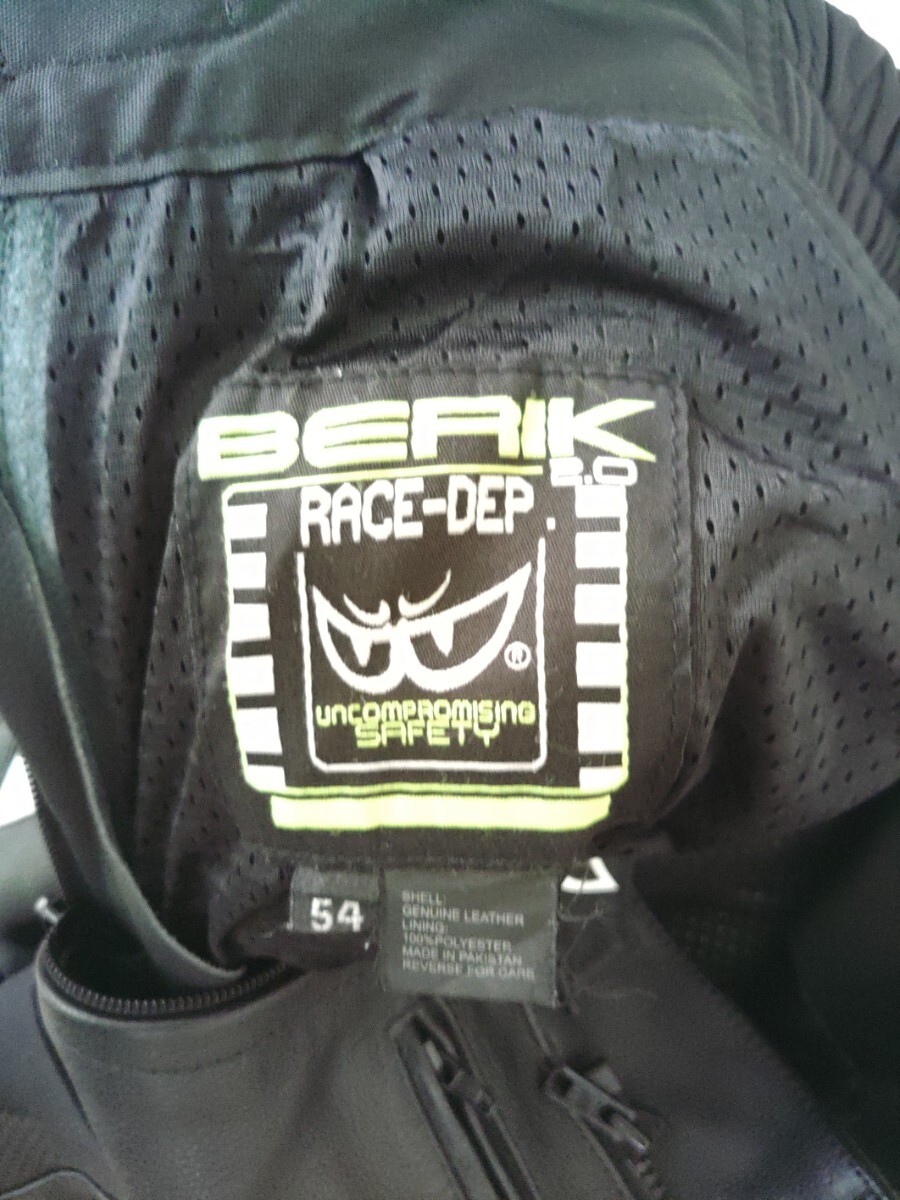 BERIK
2.0
RACE-DEP.
®
UNCOMPROMISING
SAFETY
54
SHELL:
GENUINE LEATHER
LINING:
100%POLYESTER
MADE IN PAKISTAN
REVERSE FOR CARE